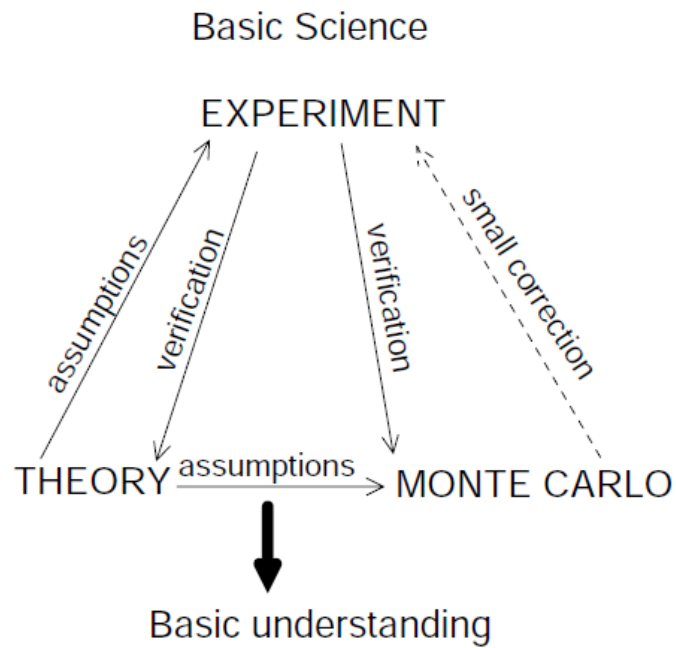 Basic Science
EXPERIMENT
assumptions
verification
verification
small correction
THEORY
assumptions
MONTE CARLO
Basic understanding